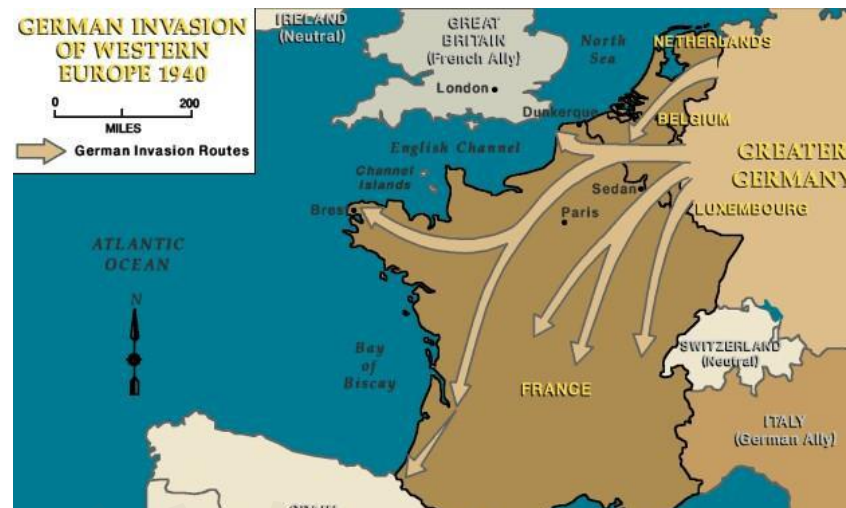 GERMAN INVASION
OF WESTERN
EUROPE 1940
0 200
MILES
German Invasion Routes
IRELAND
(Neutral)
GREAT
BRITAIN
(French Ally)
London
North
Sea
NETHERLANDS
Dunkerque
BELGIUM
English Channel
GREATER
GERMANY
Channel
Islands
Sedan
LUXEMBOURG
Brest
Paris
ATLANTIC
OCEAN
N
Bay
of
Biscay
SWITZERLAND
(Neutral)
FRANCE
ITALY
(German Ally)